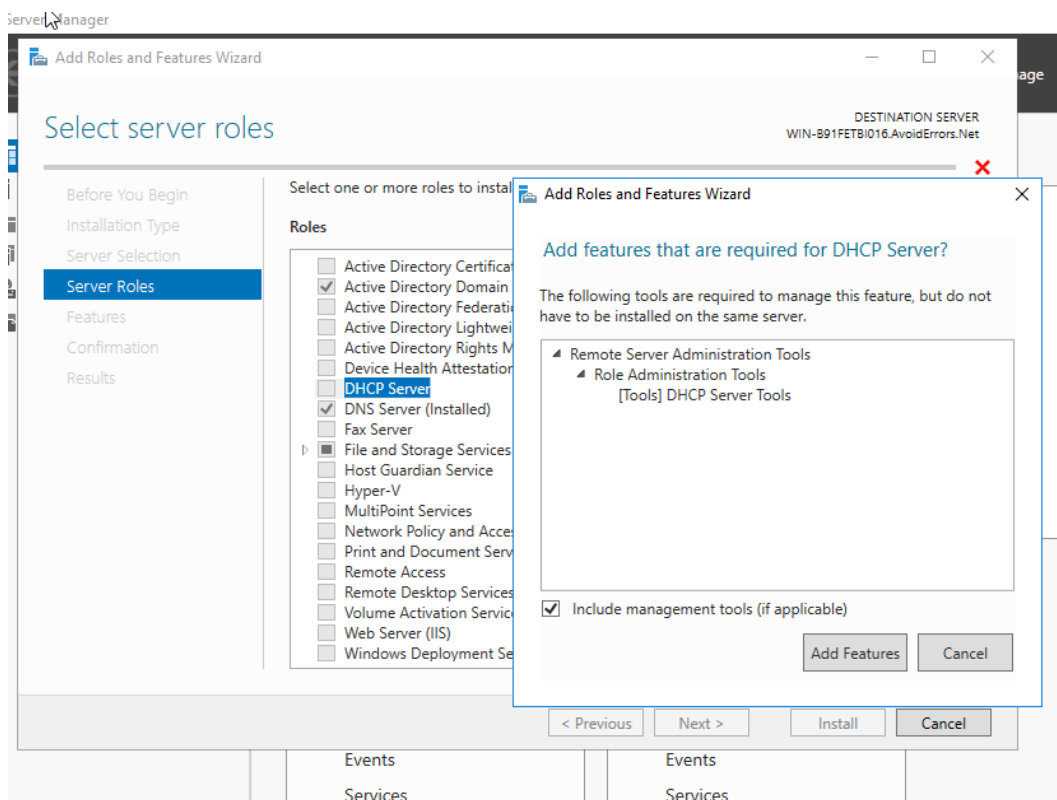 Server Manager
Add Roles and Features Wizard
age
Select server roles
DESTINATION SERVER
WIN-B91FETBI016.AvoidErrors.Net
Before You Begin
Installation Type
Server Selection
Server Roles
Features
Confirmation
Results
Select one or more roles to instal
Roles
Active Directory Certificat
Active Directory Domain
Active Directory Federati
Active Directory Lightwei
Active Directory Rights M
Device Health Attestation
DHCP Server
DNS Server (Installed)
Fax Server
File and Storage Services
Host Guardian Service
Hyper-V
MultiPoint Services
Network Policy and Acce
Print and Document Serv
Remote Access
Remote Desktop Services
Volume Activation Servic
Web Server (IIS)
Windows Deployment Se
Add Roles and Features Wizard
Add features that are required for DHCP Server?
The following tools are required to manage this feature, but do not
have to be installed on the same server.
Remote Server Administration Tools
Role Administration Tools
[Tools] DHCP Server Tools
Include management tools (if applicable)
Add Features
Cancel
< Previous
Next >
Install
Cancel
Events
Events
Services
Services